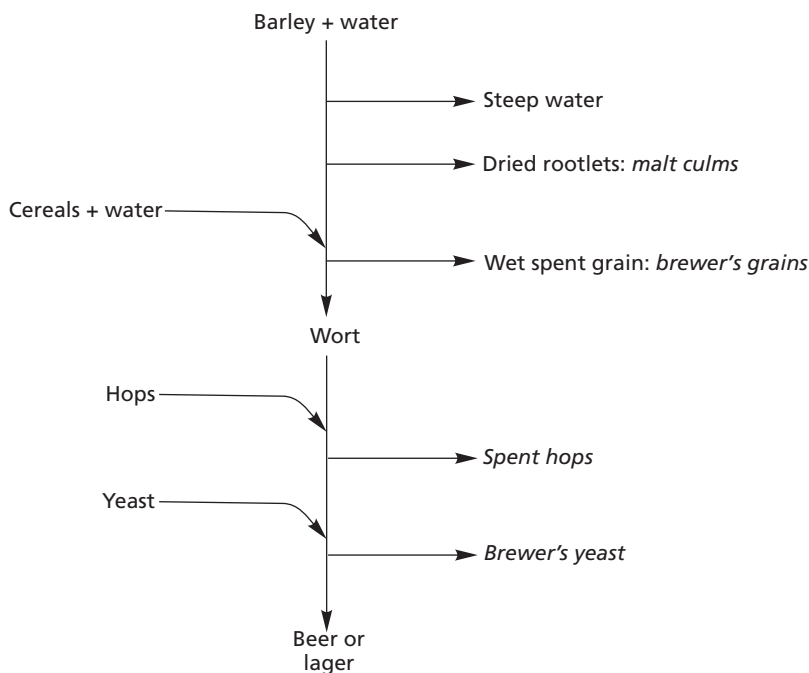 Barley + water
Steep water
Dried rootlets: malt culms
Cereals + water
Wet spent grain: brewer's grains
Wort
Hops
Spent hops
Yeast
Brewer's yeast
Beer or
lager